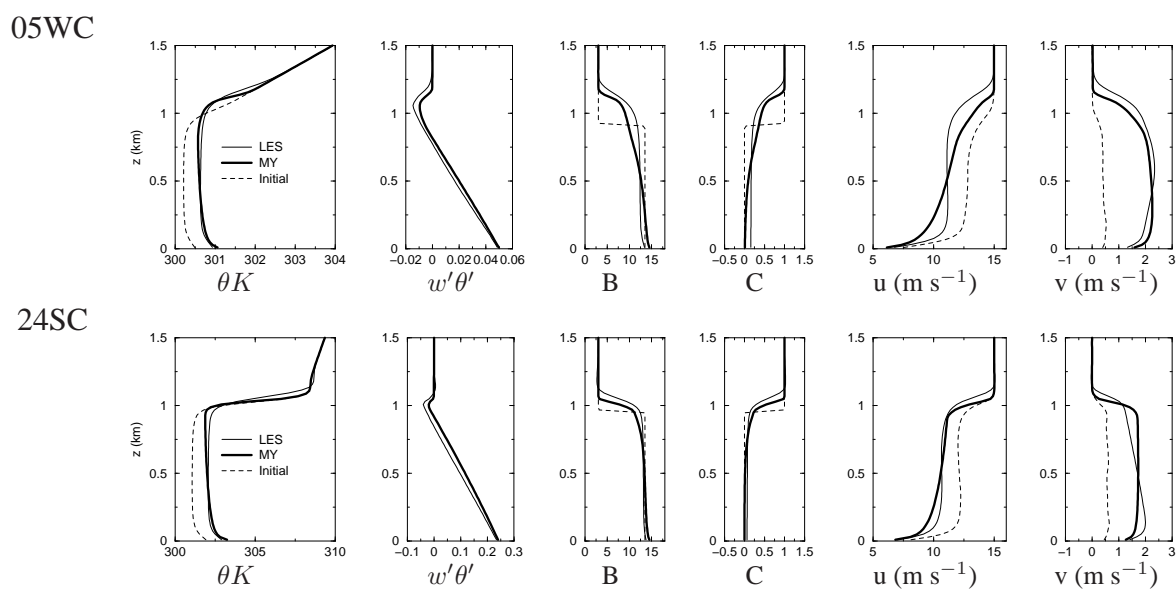 05WC
1.5
1
0.5
0
z (km)
LES
MY
Initial
300 301 302 303 304
θK
1.5
1
0.5
0
−0.02 0 0.02 0.04 0.06
w′θ′
1.5
1
0.5
0
0 5 10 15
B
1.5
1
0.5
0
−0.5 0 0.5 1 1.5
C
1.5
1
0.5
0
5 10 15
u (m s−1)
1.5
1
0.5
0
−1 0 1 2 3
v (m s−1)
24SC
1.5
1
0.5
0
z (km)
LES
MY
Initial
300 305 310
θK
1.5
1
0.5
0
−0.1 0 0.1 0.2 0.3
w′θ′
1.5
1
0.5
0
0 5 10 15
B
1.5
1
0.5
0
−0.5 0 0.5 1 1.5
C
1.5
1
0.5
0
5 10 15
u (m s−1)
1.5
1
0.5
0
−1 0 1 2 3
v (m s−1)